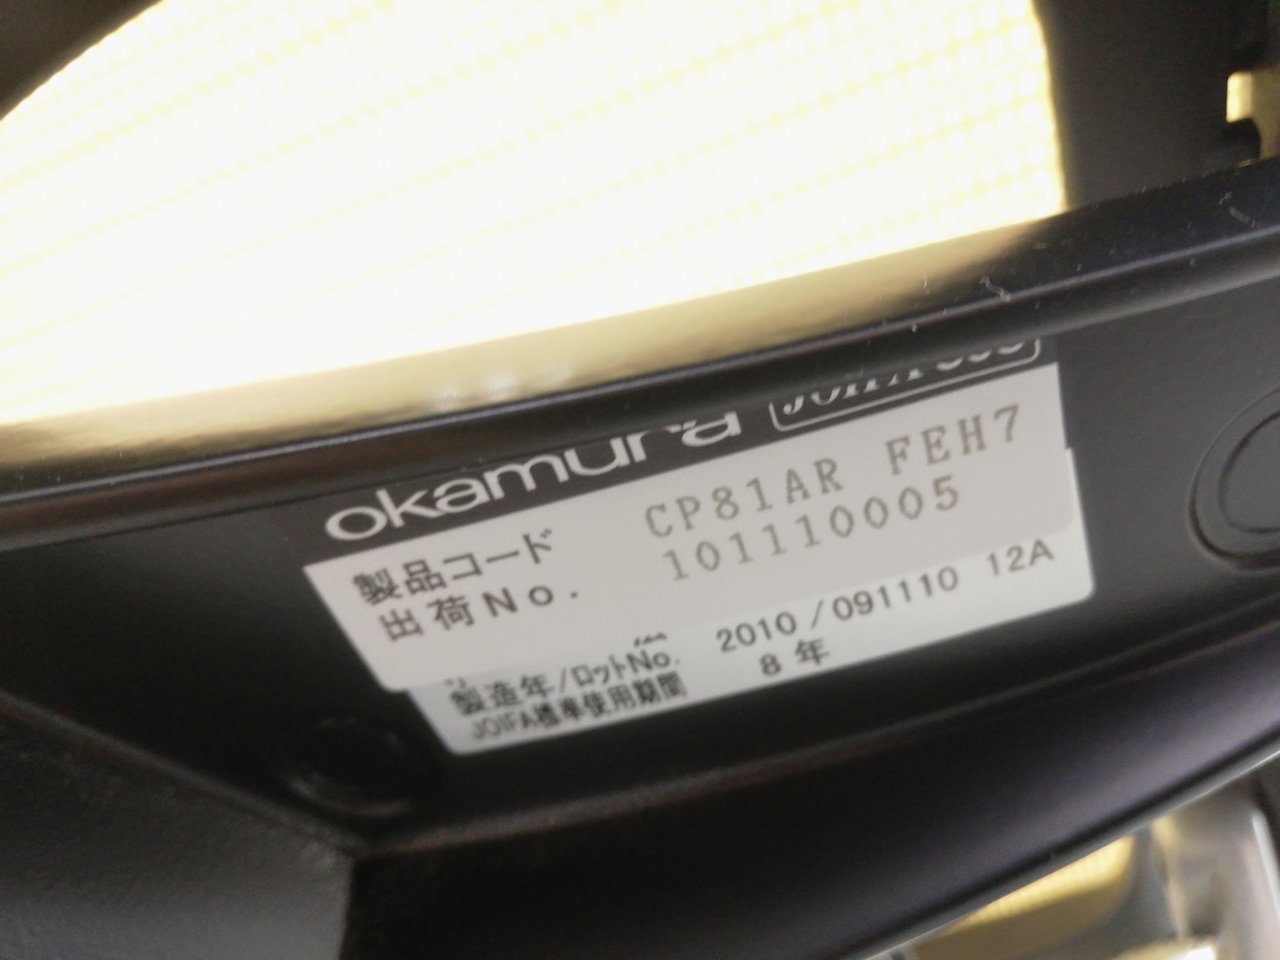 okamura
製品コード CP81AR FEH7
出荷No. 101110005
製造年/ロットNo. 2010/091110 12A
JOIFA標準使用期間 8年